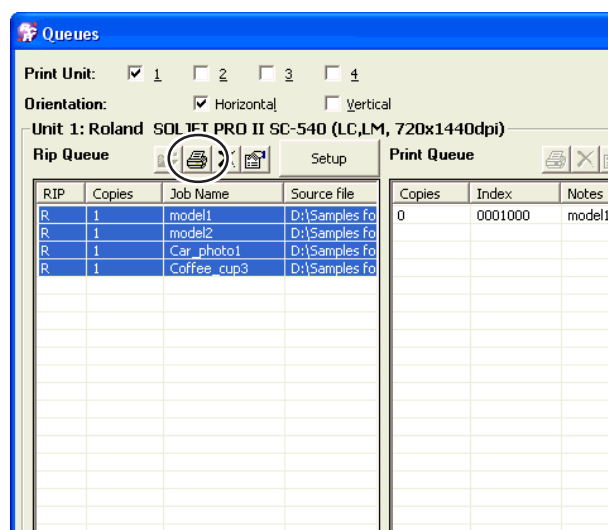 Queues
Print Unit: 1 2 3 4
Orientation: Horizontal Vertical
Unit 1: Roland SOLJET PRO II SC-540 (LC,LM, 720x1440dpi)
Rip Queue Setup Print Queue
RIP Copies Job Name Source file Copies Index Notes
R 1 model1 D:\Samples fo 0 0001000 model1
R 1 model2 D:\Samples fo
R 1 Car_photo1 D:\Samples fo
R 1 Coffee_cup3 D:\Samples fo